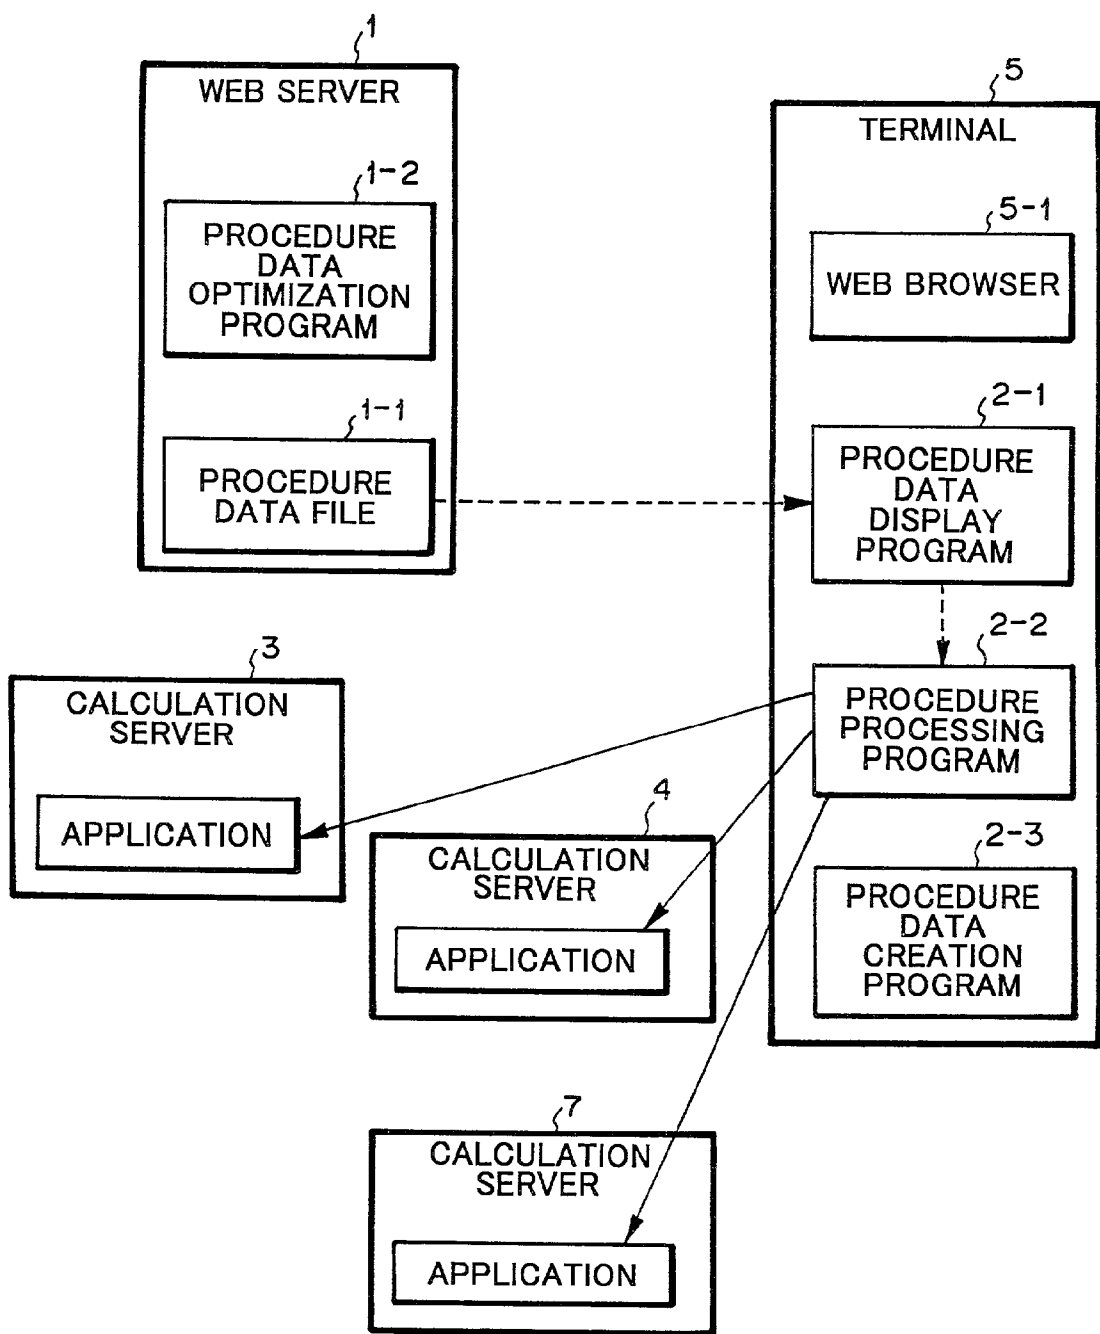 1
WEB SERVER
1-2
PROCEDURE
DATA
OPTIMIZATION
PROGRAM
1-1
PROCEDURE
DATA FILE
5
TERMINAL
5-1
WEB BROWSER
2-1
PROCEDURE
DATA
DISPLAY
PROGRAM
2-2
PROCEDURE
PROCESSING
PROGRAM
2-3
PROCEDURE
DATA
CREATION
PROGRAM
3
CALCULATION
SERVER
APPLICATION
4
CALCULATION
SERVER
APPLICATION
7
CALCULATION
SERVER
APPLICATION